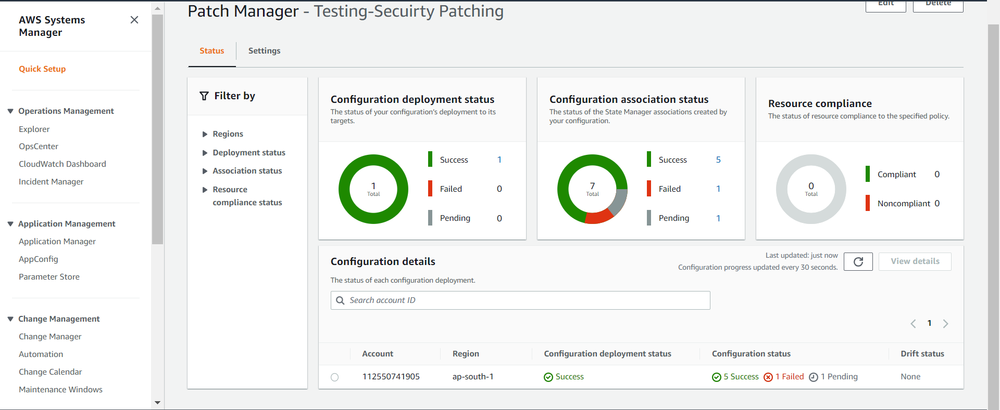 AWS Systems
Manager
Quick Setup
Operations Management
Explorer
OpsCenter
CloudWatch Dashboard
Incident Manager
Application Management
Application Manager
AppConfig
Parameter Store
Change Management
Change Manager
Automation
Change Calendar
Maintenance Windows
Patch Manager - Testing-Secuirty Patching
Edit
Delete
Status
Settings
Filter by
Regions
Deployment status
Association status
Resource
compliance status
Configuration deployment status
The status of your configuration's deployment to its
targets.
1
Total
Success 1
Failed 0
Pending 0
Configuration association status
The status of the State Manager associations created by
your configuration.
7
Total
Success 5
Failed 1
Pending 1
Resource compliance
The status of resource compliance to the specified policy.
0
Total
Compliant 0
Noncompliant 0
Configuration details
Last updated: just now
Configuration progress updated every 30 seconds.
View details
The status of each configuration deployment.
Search account ID
1
Account Region Configuration deployment status Configuration status Drift status
112550741905 ap-south-1 Success 5 Success 1 Failed 1 Pending None